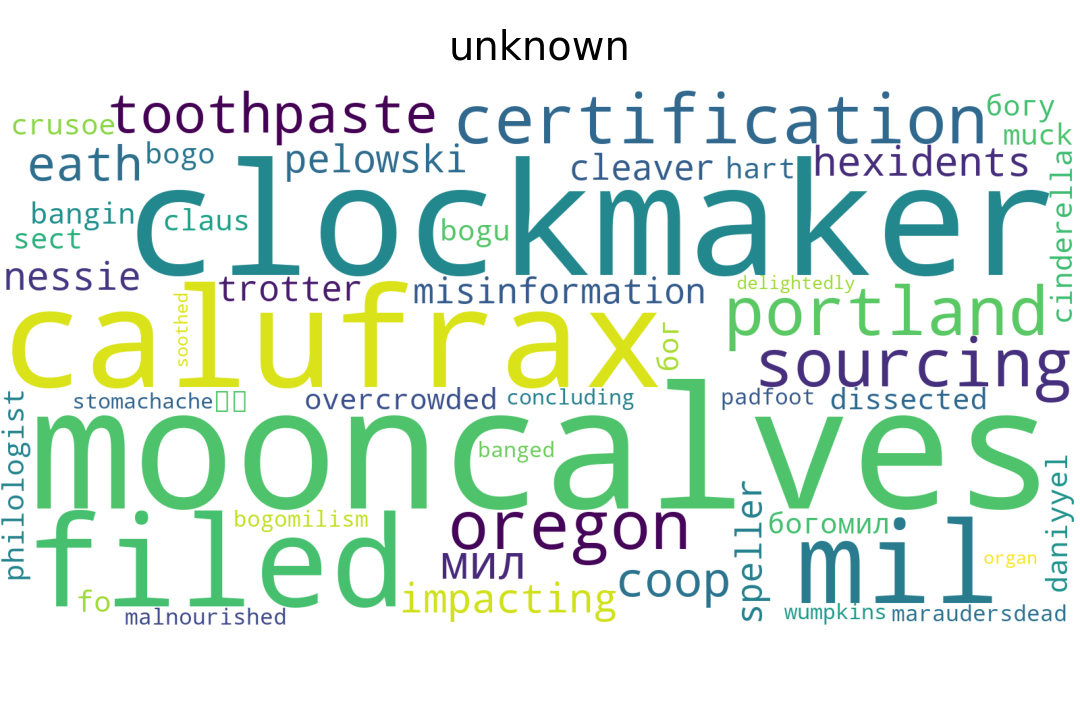 unknown
crusoe toothpaste certification богу
muck
eath bogo pelowski cleaver hart hexidents
clockmaker
cinderella
bangin claus bogu
sect
nessie trotter misinformation delightedly
calufrax soothed бог portland
sourcing
stomachache overcrowded concluding padfoot dissected
philologist
mooncalves
banged
filed bogomilism oregon speller богомил daniyyel
мил coop mil organ
fo impacting
malnourished wumpkins maraudersdead